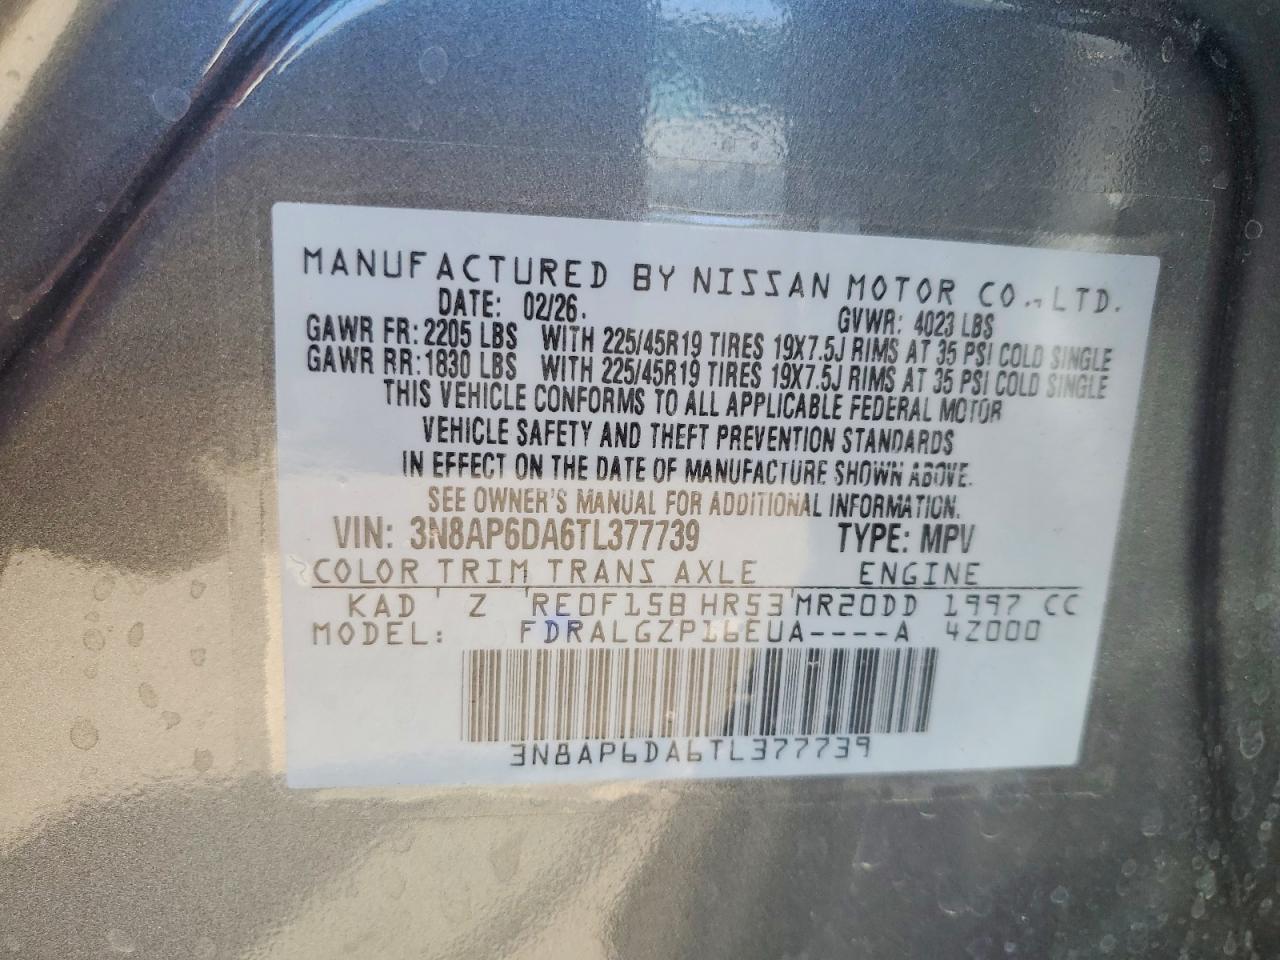 MANUFACTURED BY NISSAN MOTOR CO., LTD.
DATE: 02/26. GVWR: 4023 LBS
GAWR FR: 2205 LBS WITH 225/45R19 TIRES 19X7.5J RIMS AT 35 PSI COLD SINGLE
GAWR RR: 1830 LBS WITH 225/45R19 TIRES 19X7.5J RIMS AT 35 PSI COLD SINGLE
THIS VEHICLE CONFORMS TO ALL APPLICABLE FEDERAL MOTOR
VEHICLE SAFETY AND THEFT PREVENTION STANDARDS
IN EFFECT ON THE DATE OF MANUFACTURE SHOWN ABOVE.
SEE OWNER'S MANUAL FOR ADDITIONAL INFORMATION.
VIN: 3N8AP6DA6TL377739 TYPE: MPV
COLOR TRIM TRANS AXLE ENGINE
KAD ' Z 'RE0F15B HR53'MR20DD 1997 CC
MODEL: FDRALGZP16EUA----A 4Z000
3N8AP6DA6TL377739